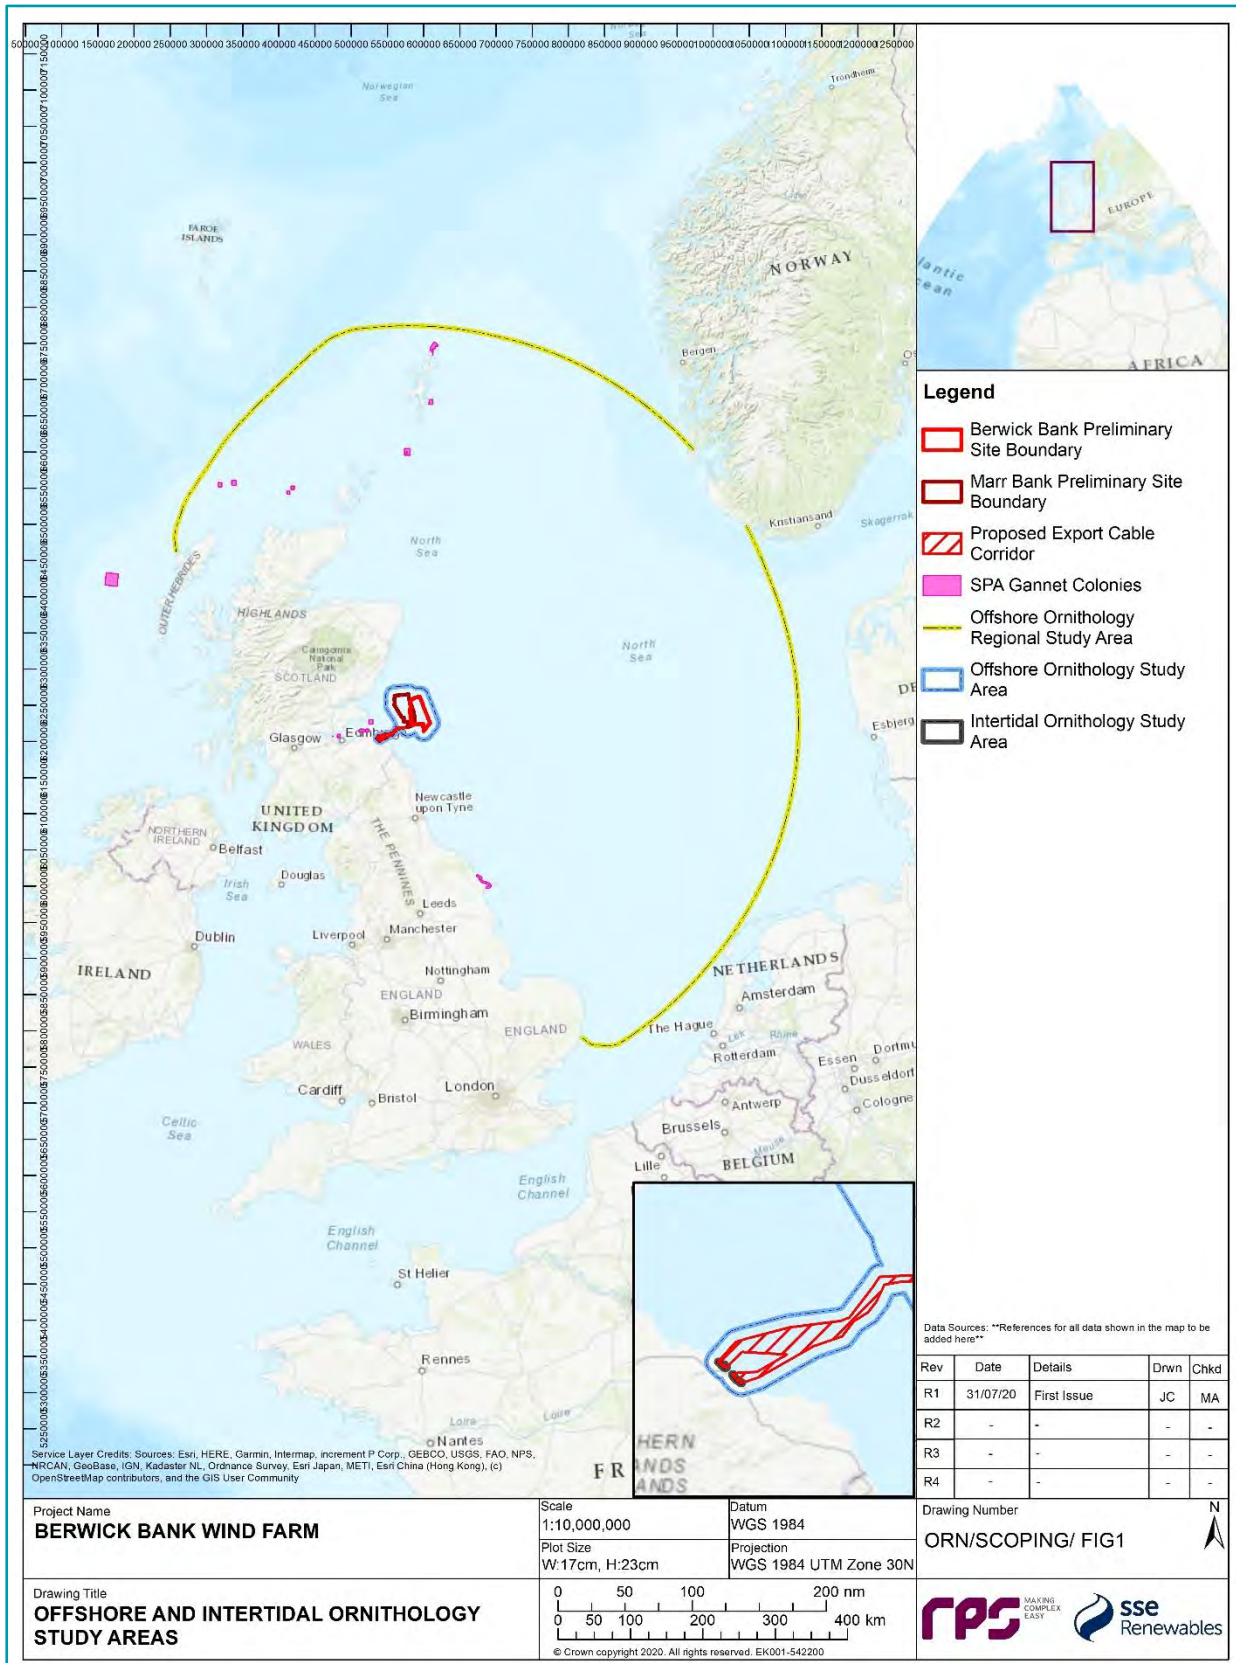 Norwegian
Sea
Trondheim
FAROE
ISLANDS
NORWAY
Bergen
Kristiansand
Skagerrak
North
Sea
OUTER HEBRIDES
HIGHLANDS
Cairngorms
National
Park
SCOTLAND
North
Sea
Esbjerg
Glasgow
Newcastle
upon Tyne
UNITED
KINGDOM
NORTHERN
IRELAND
Belfast
THE PENNINES
Irish
Sea
Douglas
Leeds
Dublin
Liverpool
Manchester
IRELAND
Nottingham
ENGLAND
Birmingham
ENGLAND
NETHERLANDS
Amsterdam
The Hague
Lek
Rhine
Rotterdam
WALES
Essen
Dortmu
Dusseldorf
Cologne
Cardiff
Bristol
London
Antwerp
Celtic
Sea
Brussels
Meuse
Lille
BELGIUM
English
Channel
English
Channel
St Helier
Rennes
Loire
Loire
Nantes
FR
HERN
ANDS
ANDS
EUROPE
lantic
cean
AFRICA
Legend
Berwick Bank Preliminary
Site Boundary
Marr Bank Preliminary Site
Boundary
Proposed Export Cable
Corridor
SPA Gannet Colonies
Offshore Ornithology
Regional Study Area
Offshore Ornithology Study
Area
Intertidal Ornithology Study
Area
Data Sources: **References for all data shown in the map to be
added here**
Rev Date Details Drwn Chkd
R1 31/07/20 First Issue JC MA
R2 - - - -
R3 - - - -
R4 - - - -
Service Layer Credits: Sources: Esri, HERE, Garmin, Intermap, increment P Corp., GEBCO, USGS, FAO, NPS,
NRCAN, GeoBase, IGN, Kadaster NL, Ordnance Survey, Esri Japan, METI, Esri China (Hong Kong), (c)
OpenStreetMap contributors, and the GIS User Community
Project Name
BERWICK BANK WIND FARM
Scale
1:10,000,000
Datum
WGS 1984
Plot Size
W:17cm, H:23cm
Projection
WGS 1984 UTM Zone 30N
Drawing Number
ORN/SCOPING/ FIG1
N
Drawing Title
OFFSHORE AND INTERTIDAL ORNITHOLOGY
STUDY AREAS
0 50 100 200 nm
0 50 100 200 300 400 km
© Crown copyright 2020. All rights reserved. EK001-542200
rps
MAKING
COMPLEX
EASY
sse
Renewables